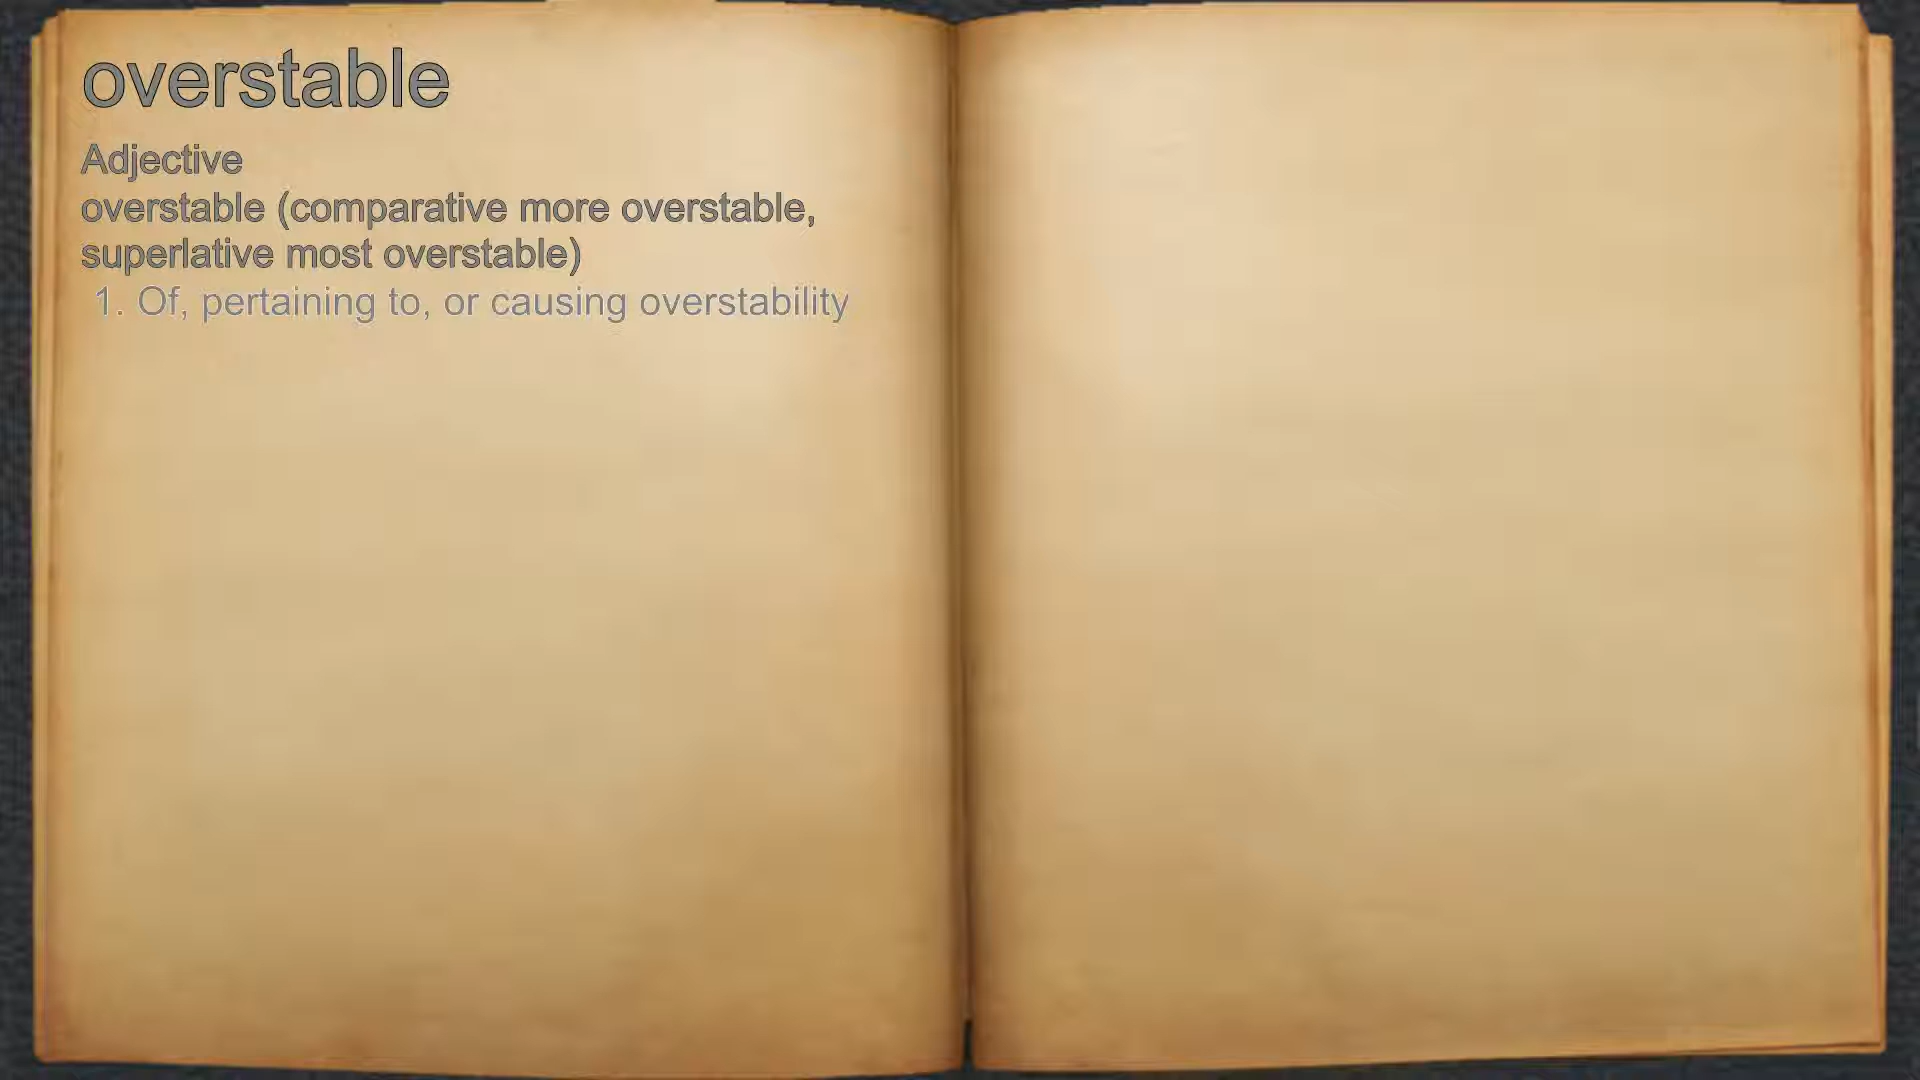 overstable
Adjective
overstable (comparative more overstable,
superlative most overstable)
1. Of, pertaining to, or causing overstability